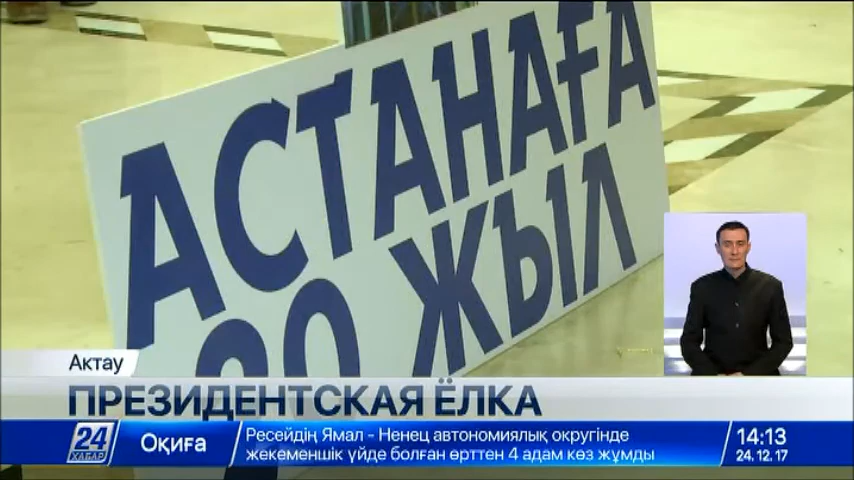 АСТАНАҒА
20 ЖЫЛ
Актау
ПРЕЗИДЕНТСКАЯ ЁЛКА
24
ХАБАР
Оқиға
Ресейдің Ямал - Ненец автономиялық округінде
жекеменшік үйде болған өрттен 4 адам көз жұмды
14:13
24.12.17